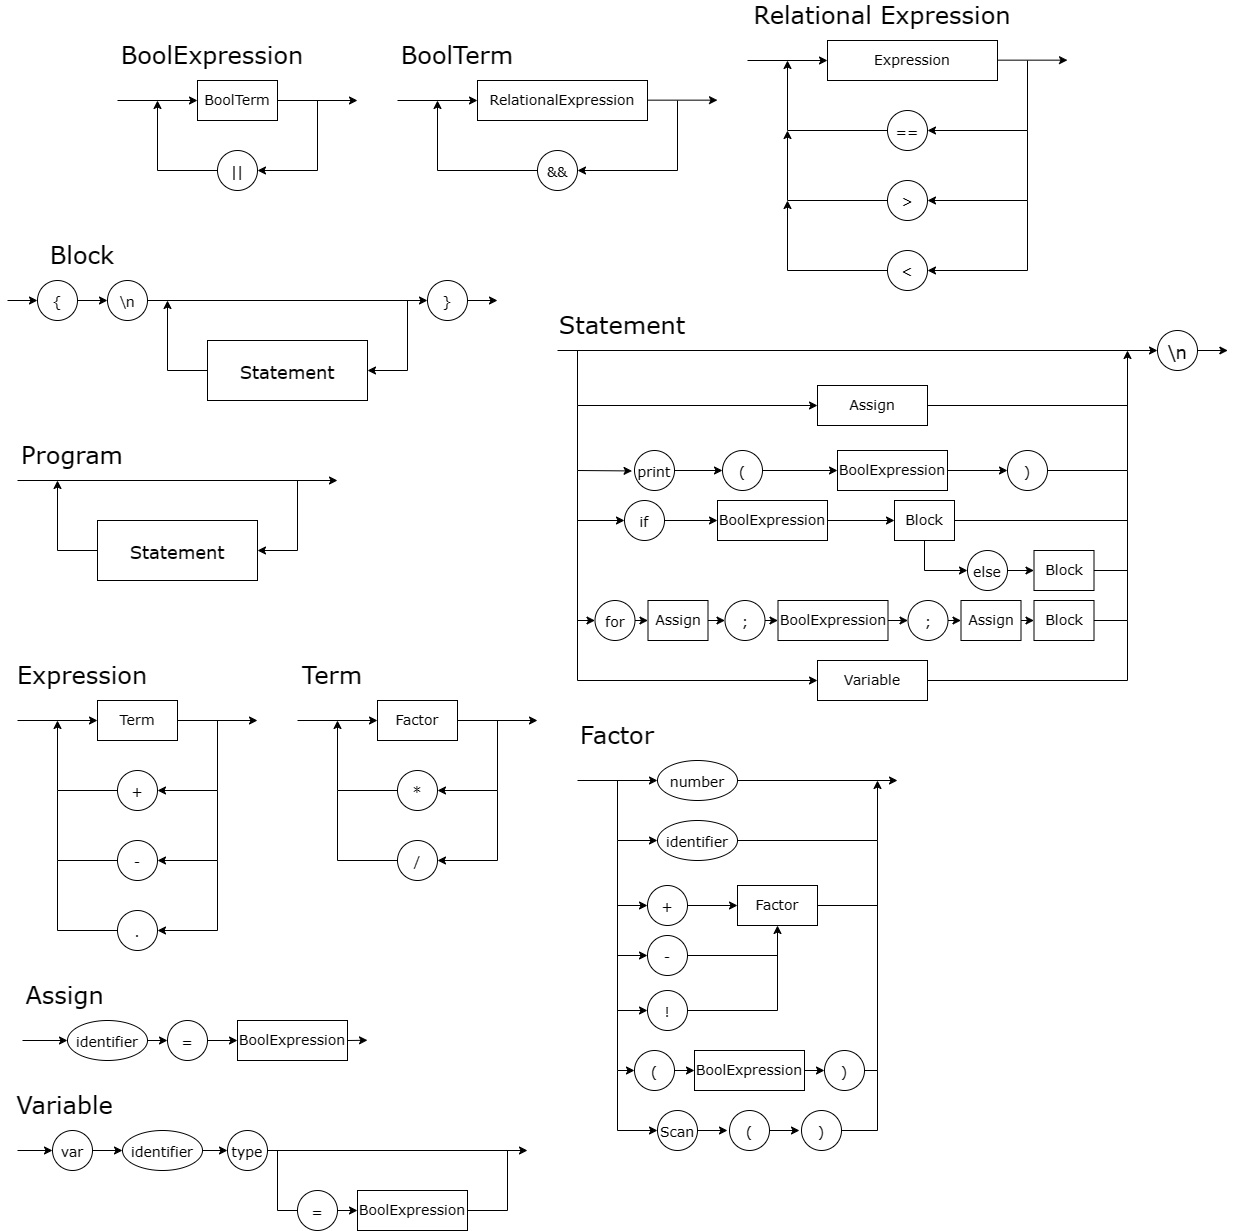 Relational Expression
BoolExpression
BoolTerm
Expression
BoolTerm
RelationalExpression
==
||
&&
>
<
Block
{
\n
}
Statement
Statement
\n
Assign
print
(
BoolExpression
)
if
BoolExpression
Block
else
Block
for
Assign
;
BoolExpression
;
Assign
Block
Variable
Program
Statement
Expression
Term
+
-
.
Term
Factor
*
/
Factor
number
identifier
+
Factor
-
!
(
BoolExpression
)
Scan
(
)
Assign
identifier
=
BoolExpression
Variable
var
identifier
type
=
BoolExpression